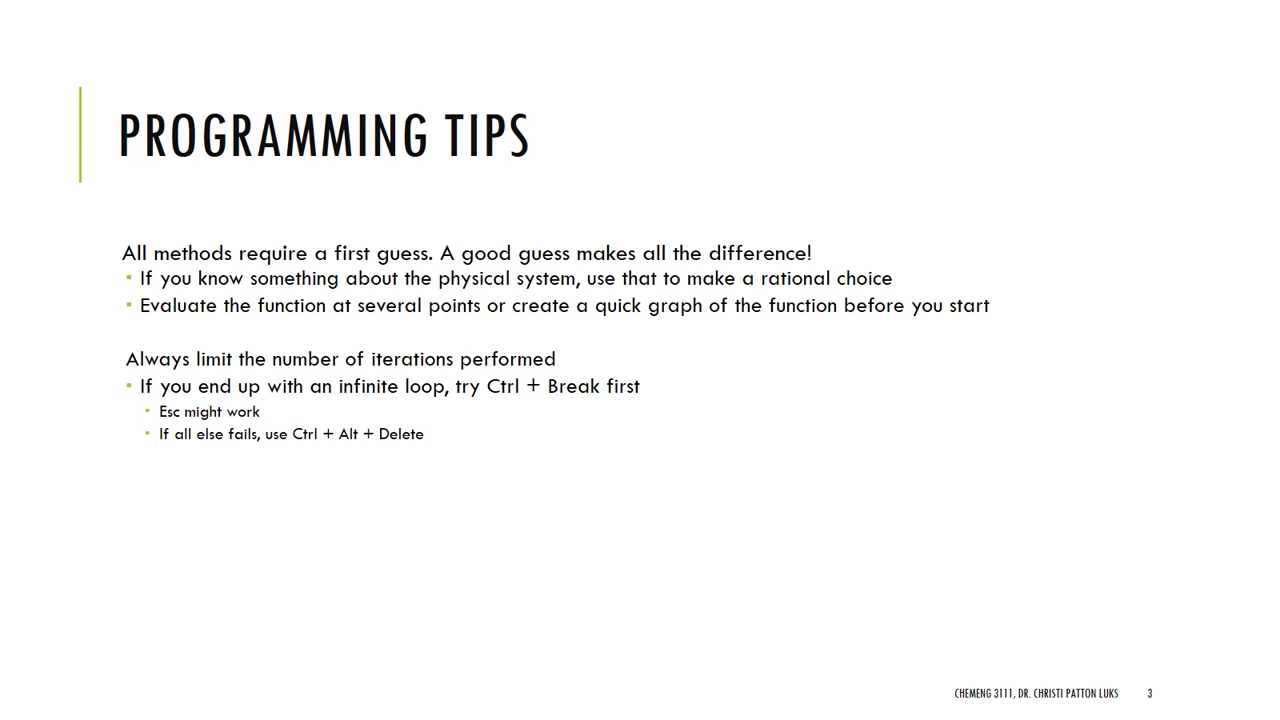 PROGRAMMING TIPS
All methods require a first guess. A good guess makes all the difference!
▪ If you know something about the physical system, use that to make a rational choice
▪ Evaluate the function at several points or create a quick graph of the function before you start
Always limit the number of iterations performed
▪ If you end up with an infinite loop, try Ctrl + Break first
▪ Esc might work
▪ If all else fails, use Ctrl + Alt + Delete
CHEMENG 3111, DR. CHRISTI PATTON LUKS 3